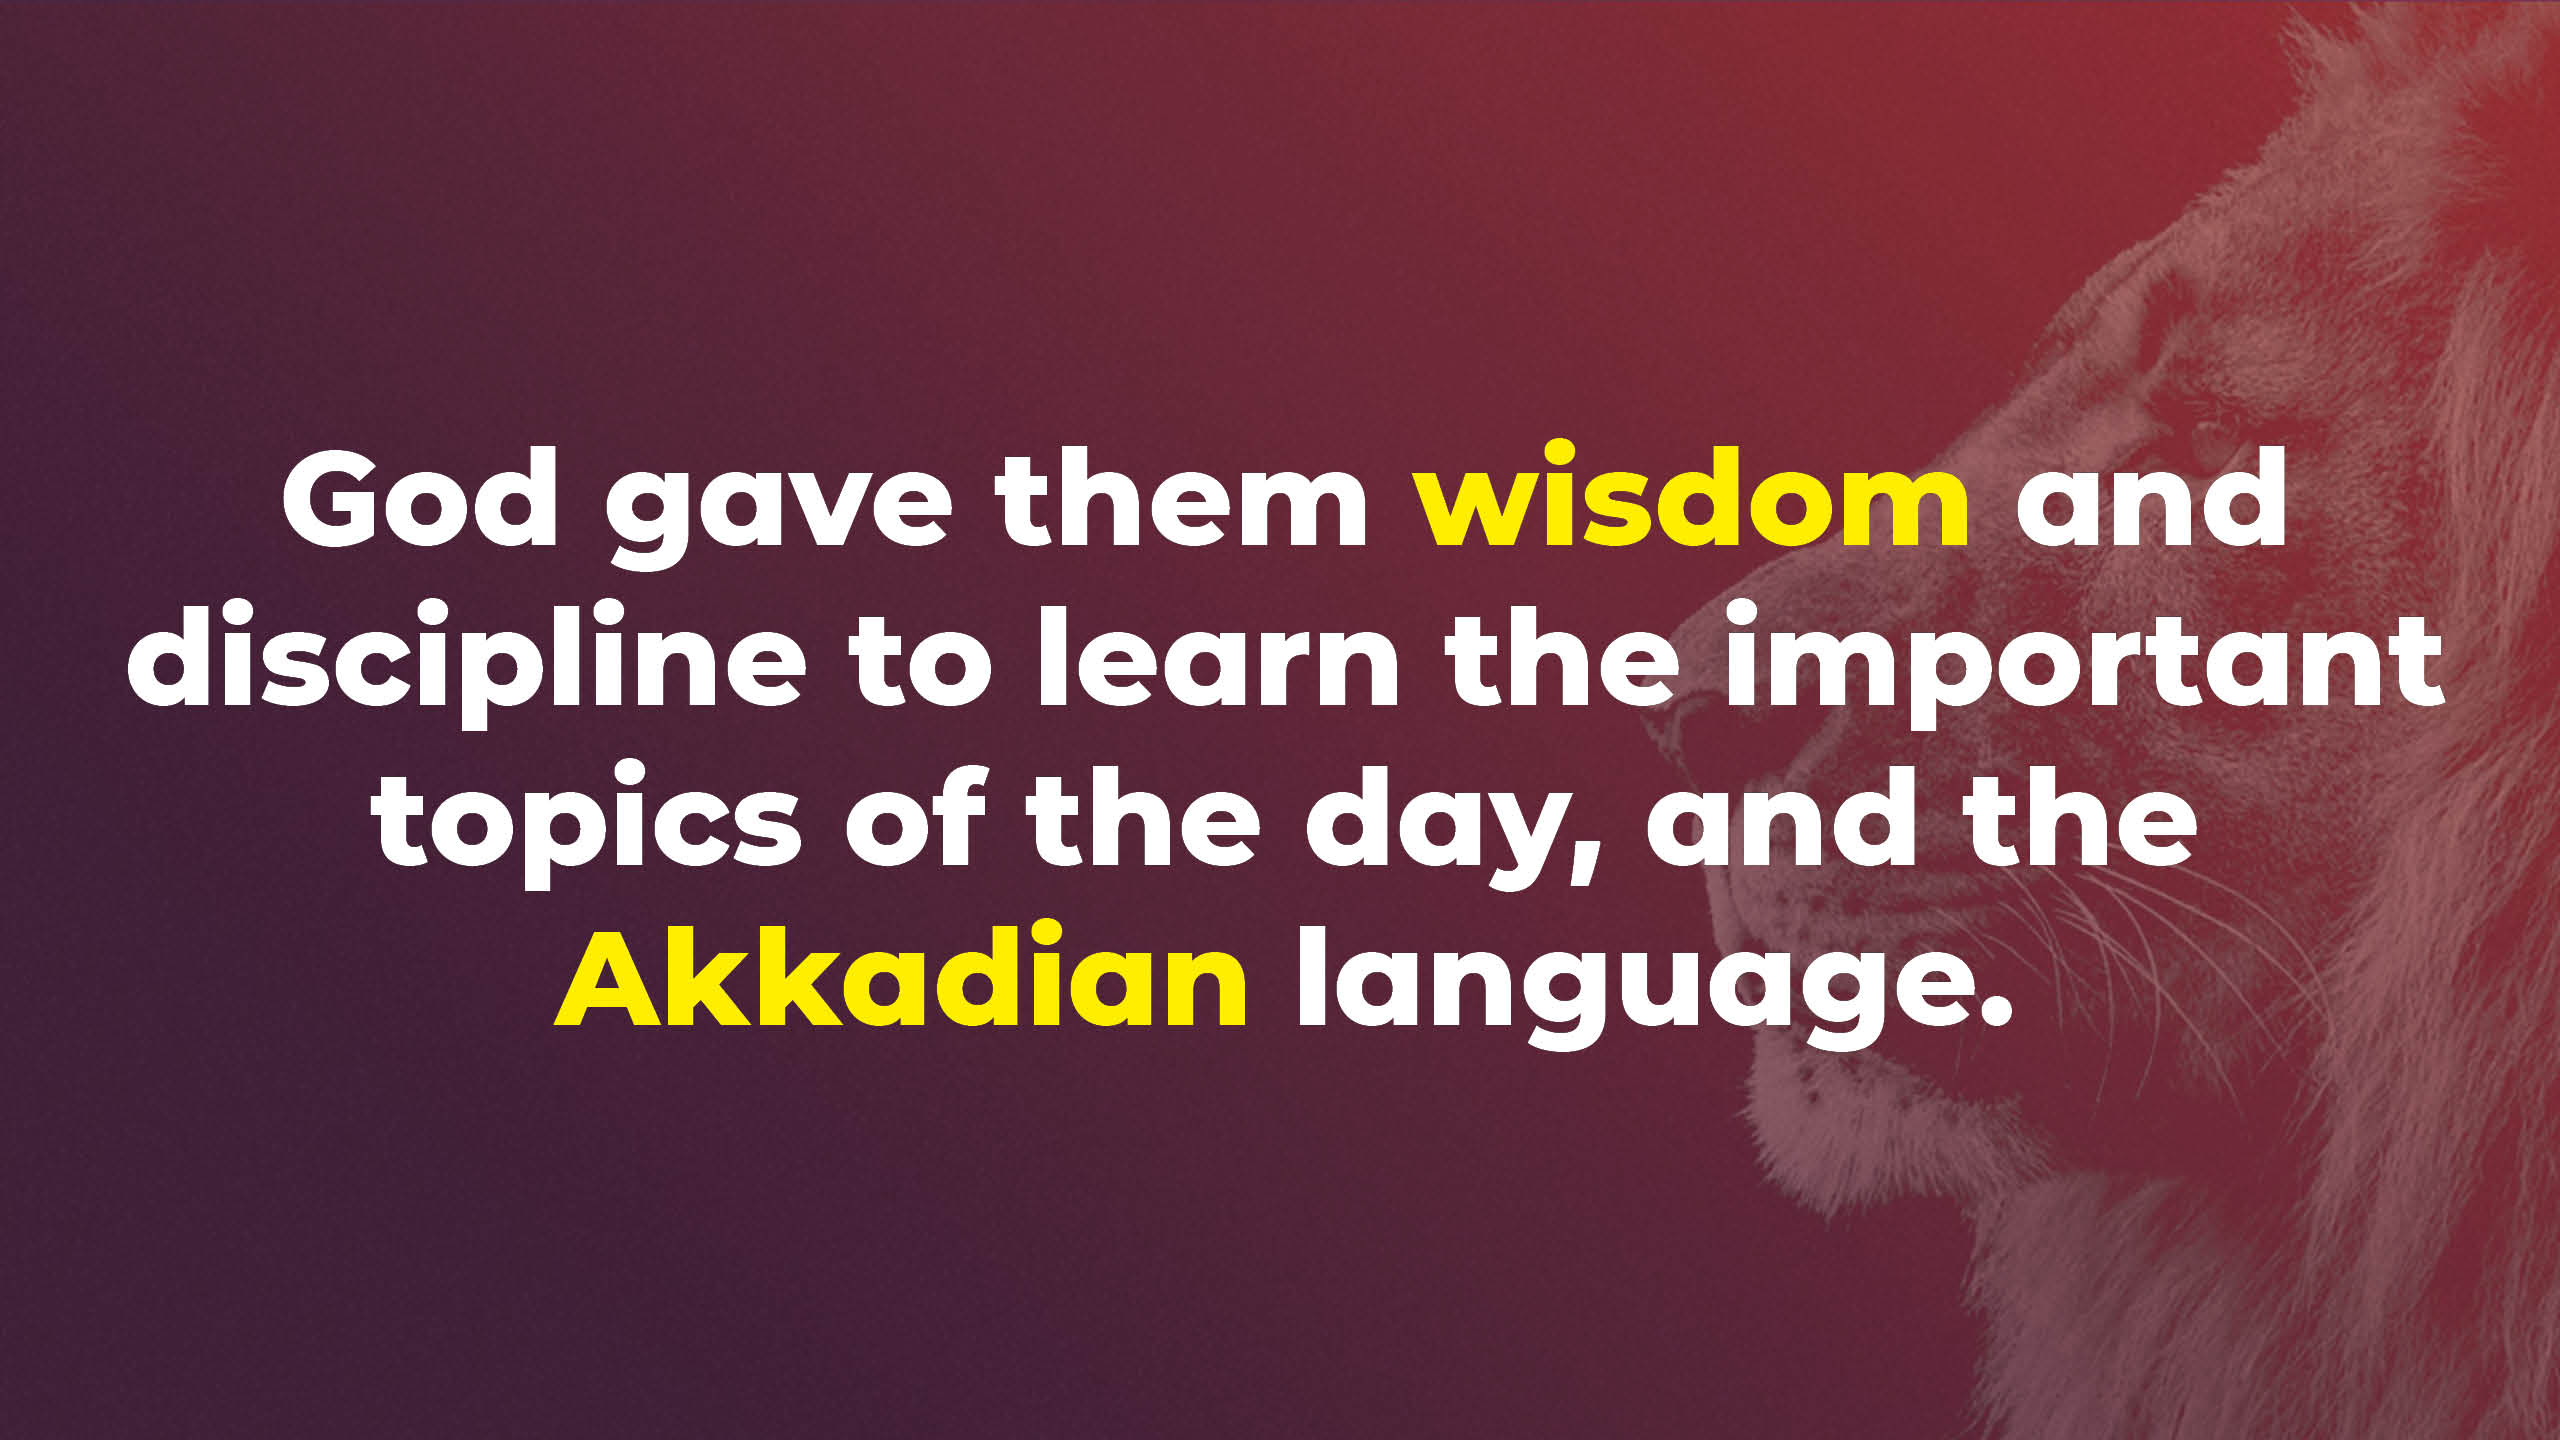 God gave them wisdom and
discipline to learn the important
topics of the day, and the
Akkadian language.